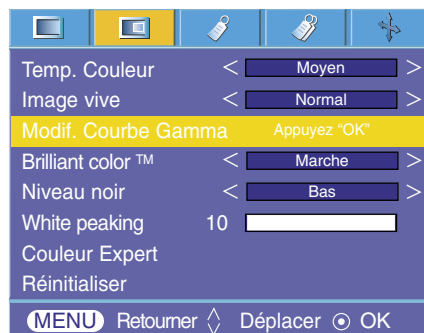 Temp. Couleur < Moyen >
Image vive < Normal >
Modif. Courbe Gamma Appuyez “OK”
Brilliant color ™ < Marche >
Niveau noir < Bas >
White peaking 10
Couleur Expert
Réinitialiser
MENU Retourner Déplacer OK